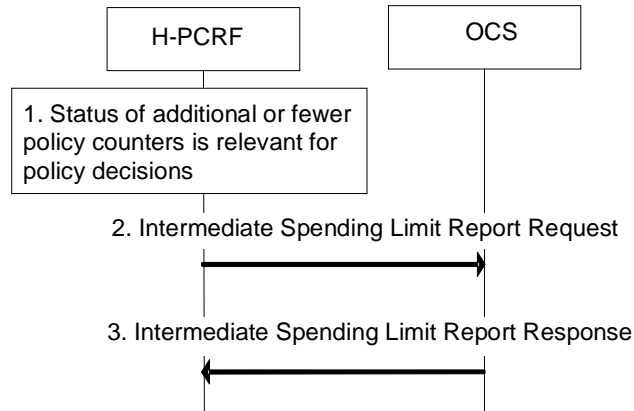 H-PCRF
OCS
1. Status of additional or fewer
policy counters is relevant for
policy decisions
2. Intermediate Spending Limit Report Request
3. Intermediate Spending Limit Report Response